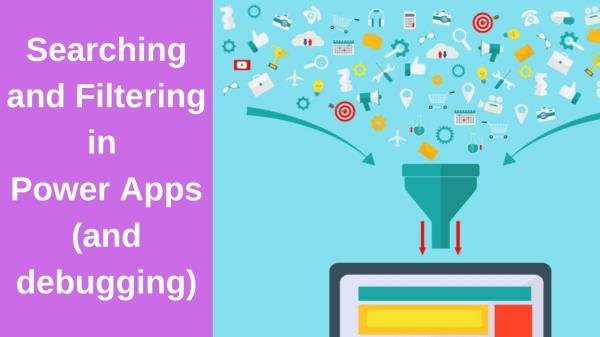 Searching
and Filtering
in
Power Apps
(and
debugging)